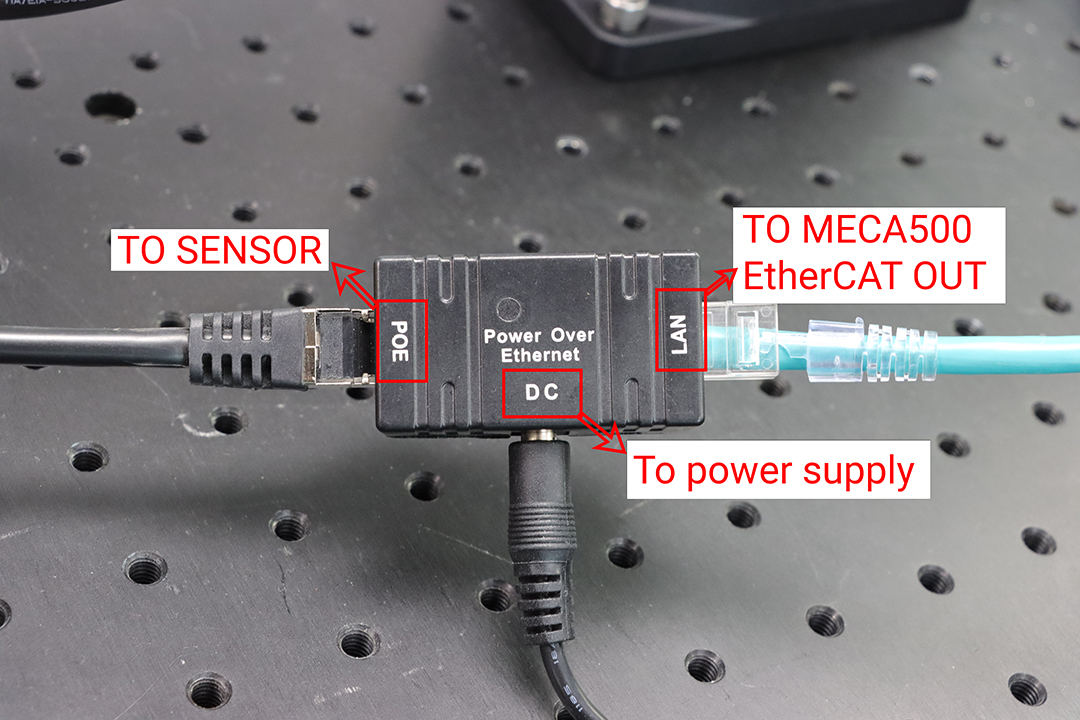 TO SENSOR
TO MECA500
EtherCAT OUT
POE
Power Over
Ethernet
LAN
DC
To power supply